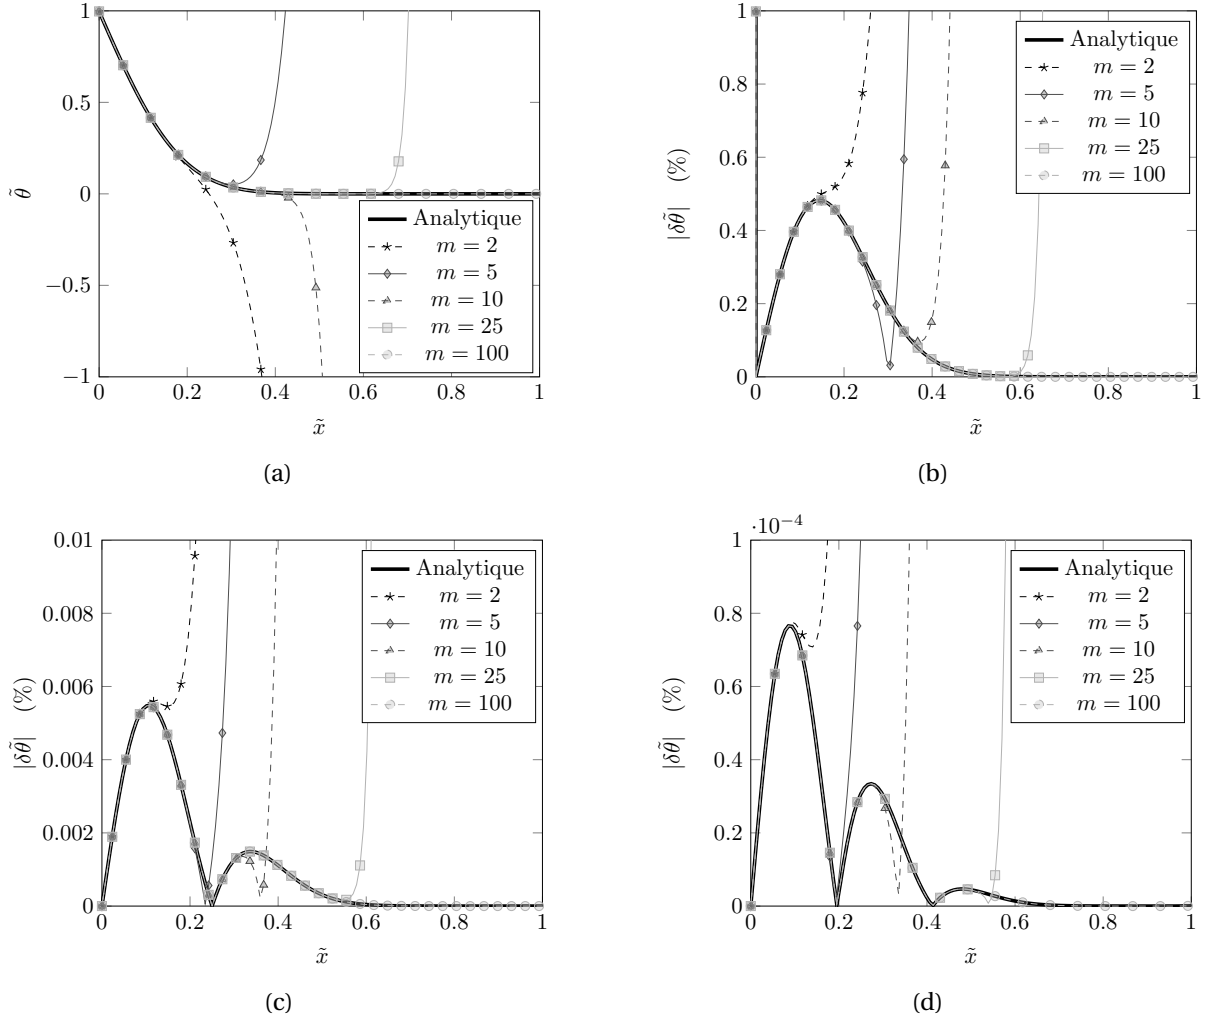 1
0.5
0
−0.5
−1
θ̃
0 0.2 0.4 0.6 0.8 1
x̃
Analytique
m = 2
m = 5
m = 10
m = 25
m = 100
(a)
1
0.8
0.6
0.4
0.2
0
|δθ̃| (%)
0 0.2 0.4 0.6 0.8 1
x̃
Analytique
m = 2
m = 5
m = 10
m = 25
m = 100
(b)
0.01
0.008
0.006
0.004
0.002
0
|δθ̃| (%)
0 0.2 0.4 0.6 0.8 1
x̃
Analytique
m = 2
m = 5
m = 10
m = 25
m = 100
(c)
·10⁻⁴
1
0.8
0.6
0.4
0.2
0
|δθ̃| (%)
0 0.2 0.4 0.6 0.8 1
x̃
Analytique
m = 2
m = 5
m = 10
m = 25
m = 100
(d)